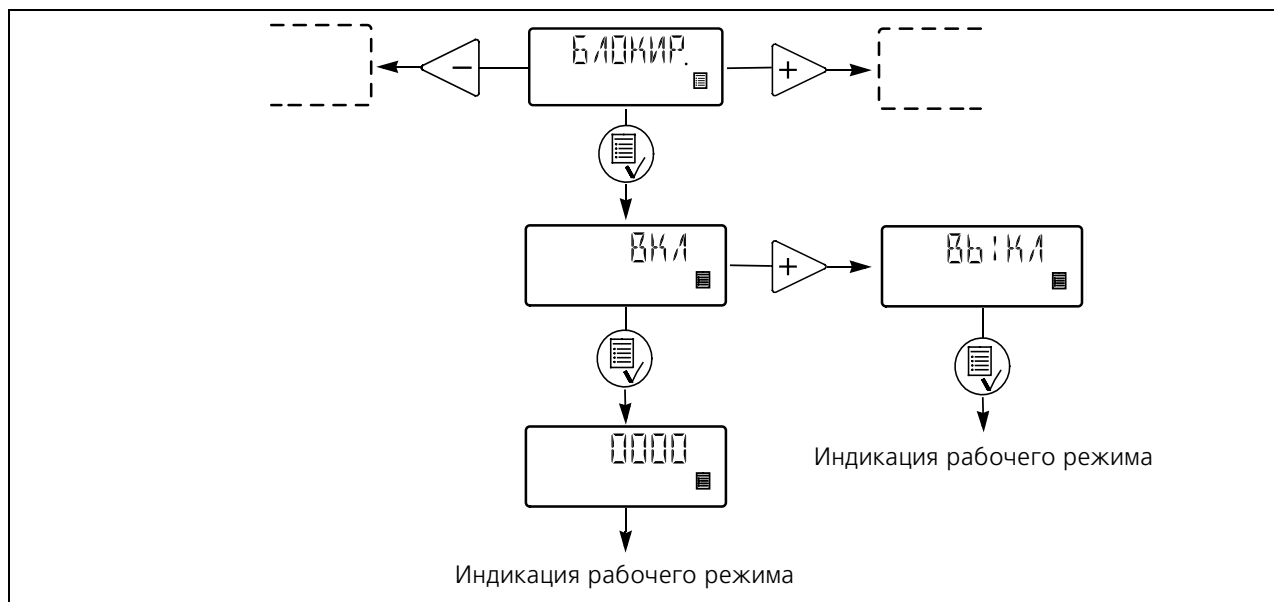 БЛОКИР.
− +
ВКЛ + ВЫКЛ
0000 Индикация рабочего режима
Индикация рабочего режима